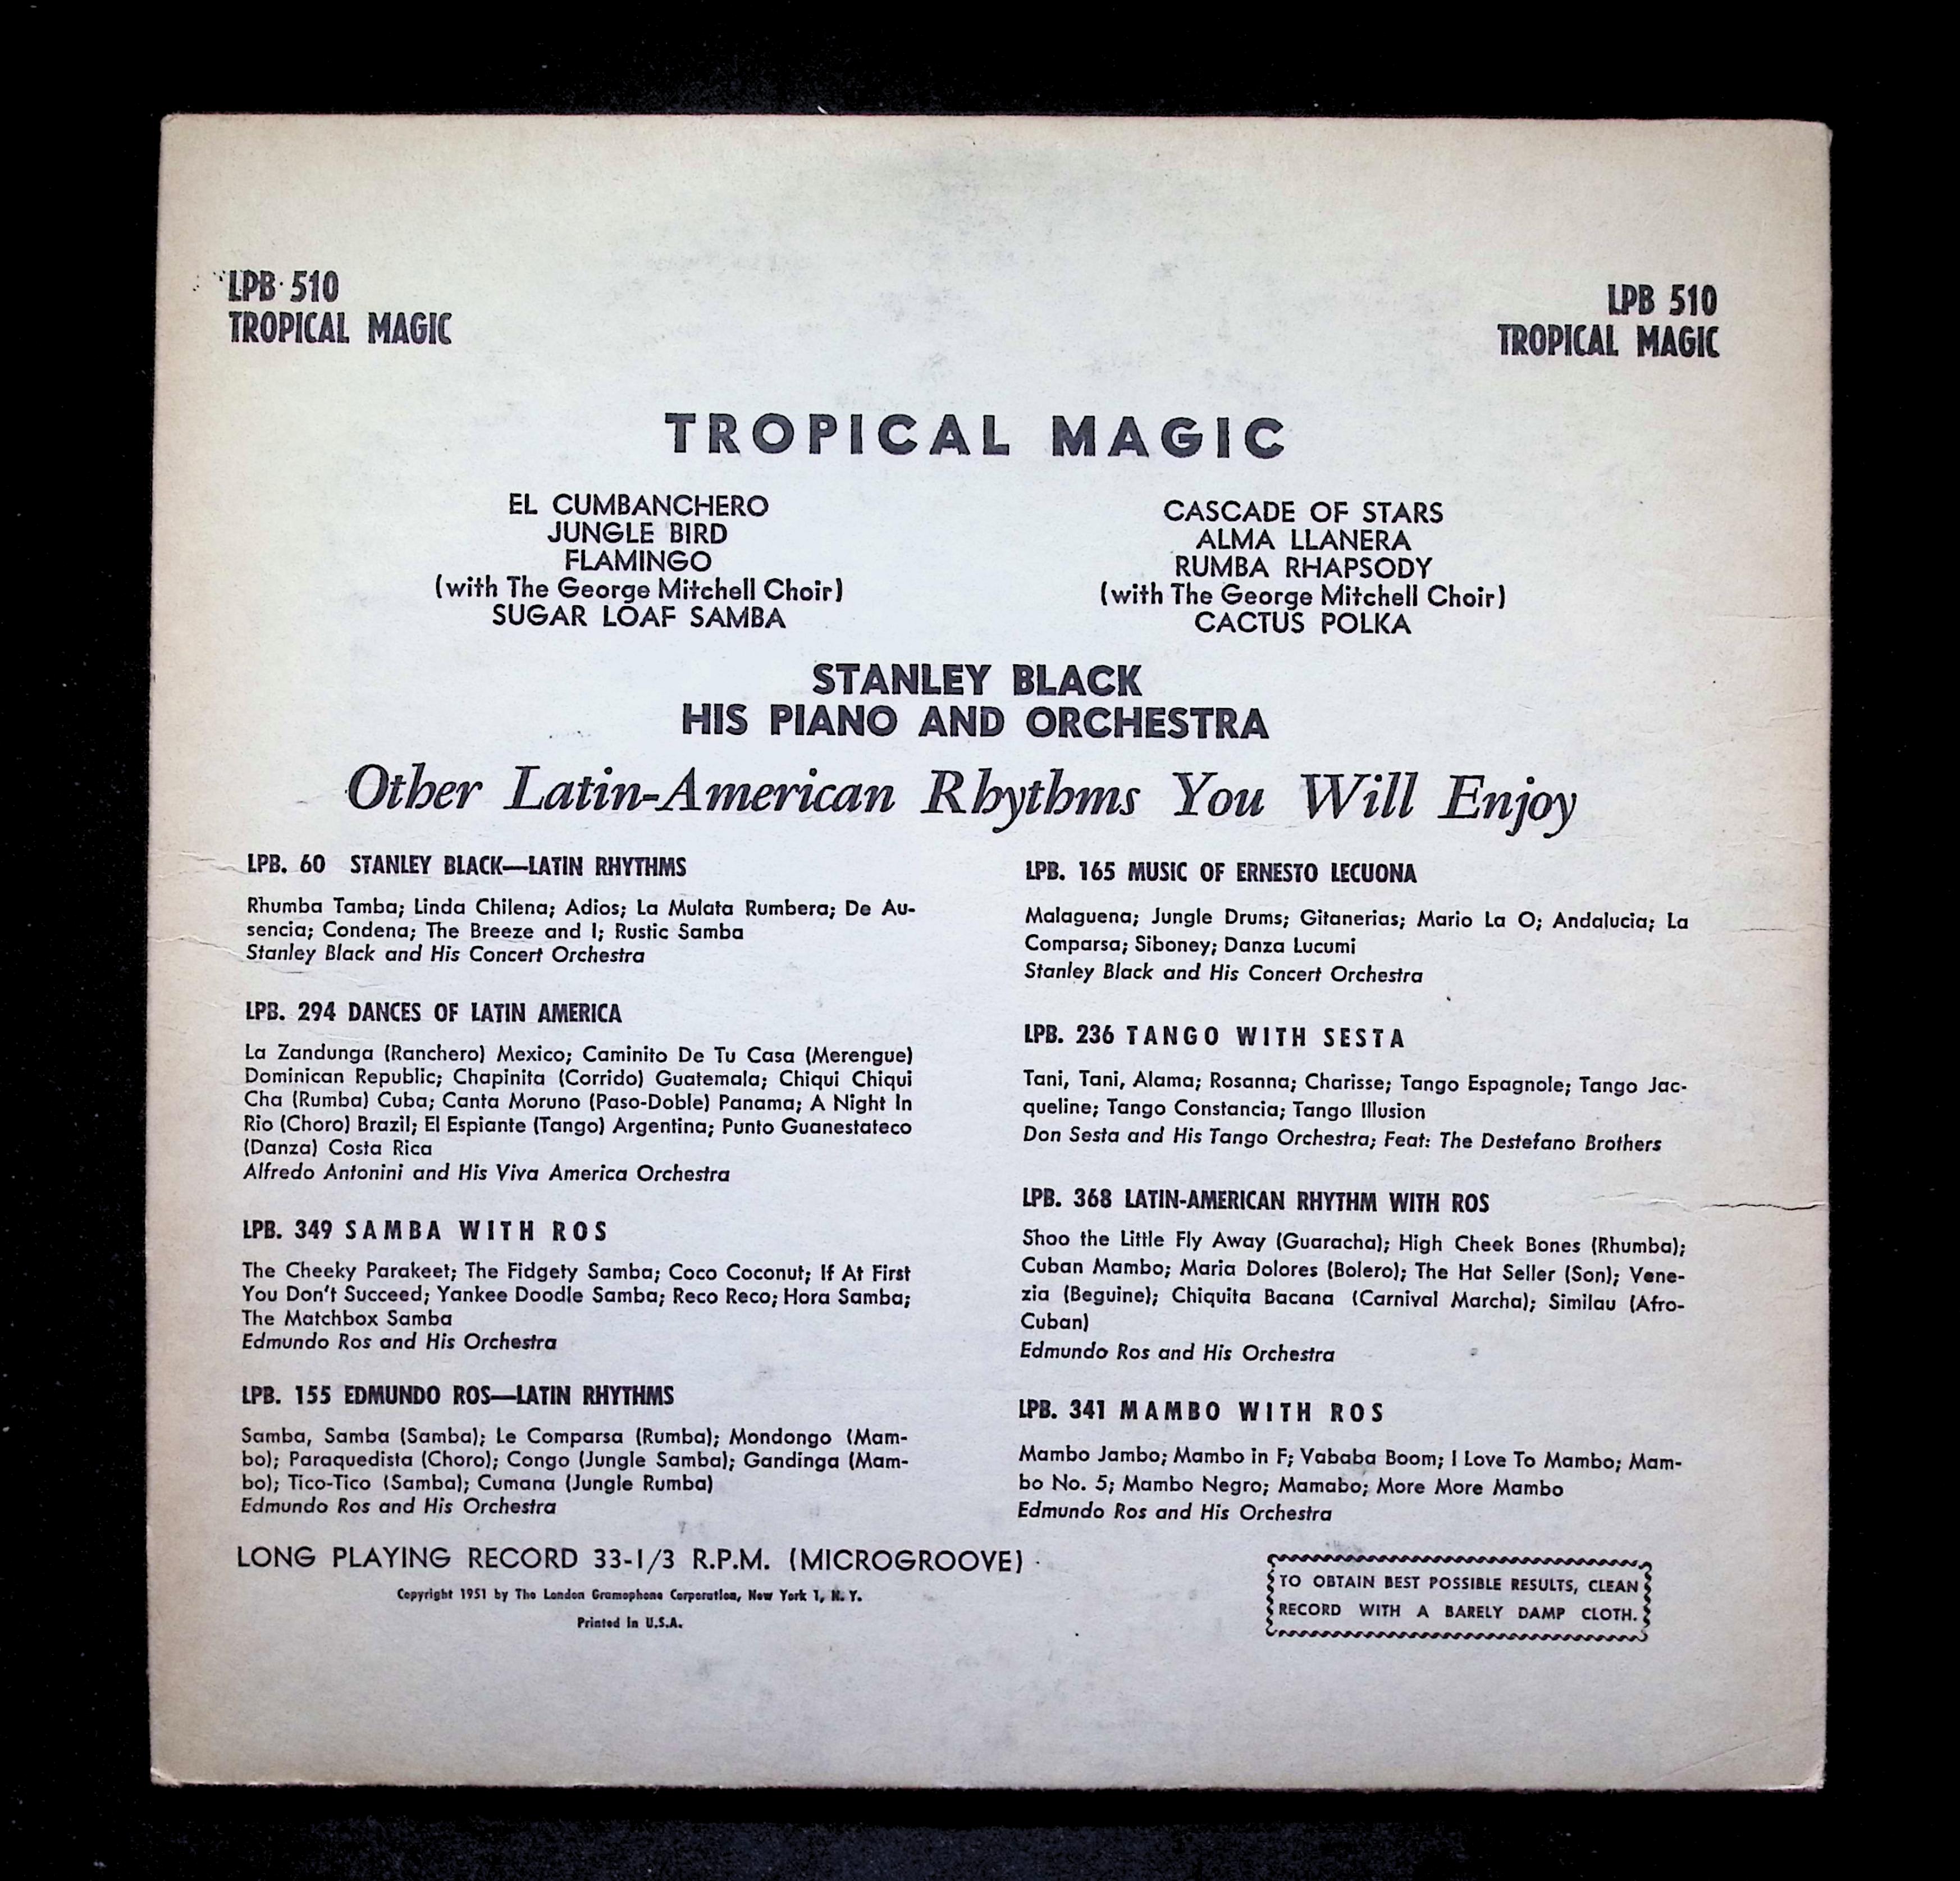 LPB 510
TROPICAL MAGIC
LPB 510
TROPICAL MAGIC
TROPICAL MAGIC
EL CUMBANCHERO
JUNGLE BIRD
FLAMINGO
(with The George Mitchell Choir)
SUGAR LOAF SAMBA
CASCADE OF STARS
ALMA LLANERA
RUMBA RHAPSODY
(with The George Mitchell Choir)
CACTUS POLKA
STANLEY BLACK
HIS PIANO AND ORCHESTRA
Other Latin-American Rhythms You Will Enjoy
LPB. 60 STANLEY BLACK—LATIN RHYTHMS
Rhumba Tamba; Linda Chilena; Adios; La Mulata Rumbera; De Au-
sencia; Condena; The Breeze and I; Rustic Samba
Stanley Black and His Concert Orchestra
LPB. 294 DANCES OF LATIN AMERICA
La Zandunga (Ranchero) Mexico; Caminito De Tu Casa (Merengue)
Dominican Republic; Chapinita (Corrido) Guatemala; Chiqui Chiqui
Cha (Rumba) Cuba; Canta Moruno (Paso-Doble) Panama; A Night In
Rio (Choro) Brazil; El Espiante (Tango) Argentina; Punto Guanestateco
(Danza) Costa Rica
Alfredo Antonini and His Viva America Orchestra
LPB. 349 SAMBA WITH ROS
The Cheeky Parakeet; The Fidgety Samba; Coco Coconut; If At First
You Don't Succeed; Yankee Doodle Samba; Reco Reco; Hora Samba;
The Matchbox Samba
Edmundo Ros and His Orchestra
LPB. 155 EDMUNDO ROS—LATIN RHYTHMS
Samba, Samba (Samba); Le Comparsa (Rumba); Mondongo (Mam-
bo); Paraquedista (Choro); Congo (Jungle Samba); Gandinga (Mam-
bo); Tico-Tico (Samba); Cumana (Jungle Rumba)
Edmundo Ros and His Orchestra
LPB. 165 MUSIC OF ERNESTO LECUONA
Malaguena; Jungle Drums; Gitanerias; Mario La O; Andalucia; La
Comparsa; Siboney; Danza Lucumi
Stanley Black and His Concert Orchestra
LPB. 236 TANGO WITH SESTA
Tani, Tani, Alama; Rosanna; Charisse; Tango Espagnole; Tango Jac-
queline; Tango Constancia; Tango Illusion
Don Sesta and His Tango Orchestra; Feat: The Destefano Brothers
LPB. 368 LATIN-AMERICAN RHYTHM WITH ROS
Shoo the Little Fly Away (Guaracha); High Cheek Bones (Rhumba);
Cuban Mambo; Maria Dolores (Bolero); The Hat Seller (Son); Vene-
zia (Beguine); Chiquita Bacana (Carnival Marcha); Similau (Afro-
Cuban)
Edmundo Ros and His Orchestra
LPB. 341 MAMBO WITH ROS
Mambo Jambo; Mambo in F; Vababa Boom; I Love To Mambo; Mam-
bo No. 5; Mambo Negro; Mamabo; More More Mambo
Edmundo Ros and His Orchestra
LONG PLAYING RECORD 33-1/3 R.P.M. (MICROGROOVE)
Copyright 1951 by The London Gramophone Corporation, New York 1, N. Y.
Printed in U.S.A.
TO OBTAIN BEST POSSIBLE RESULTS, CLEAN
RECORD WITH A BARELY DAMP CLOTH.